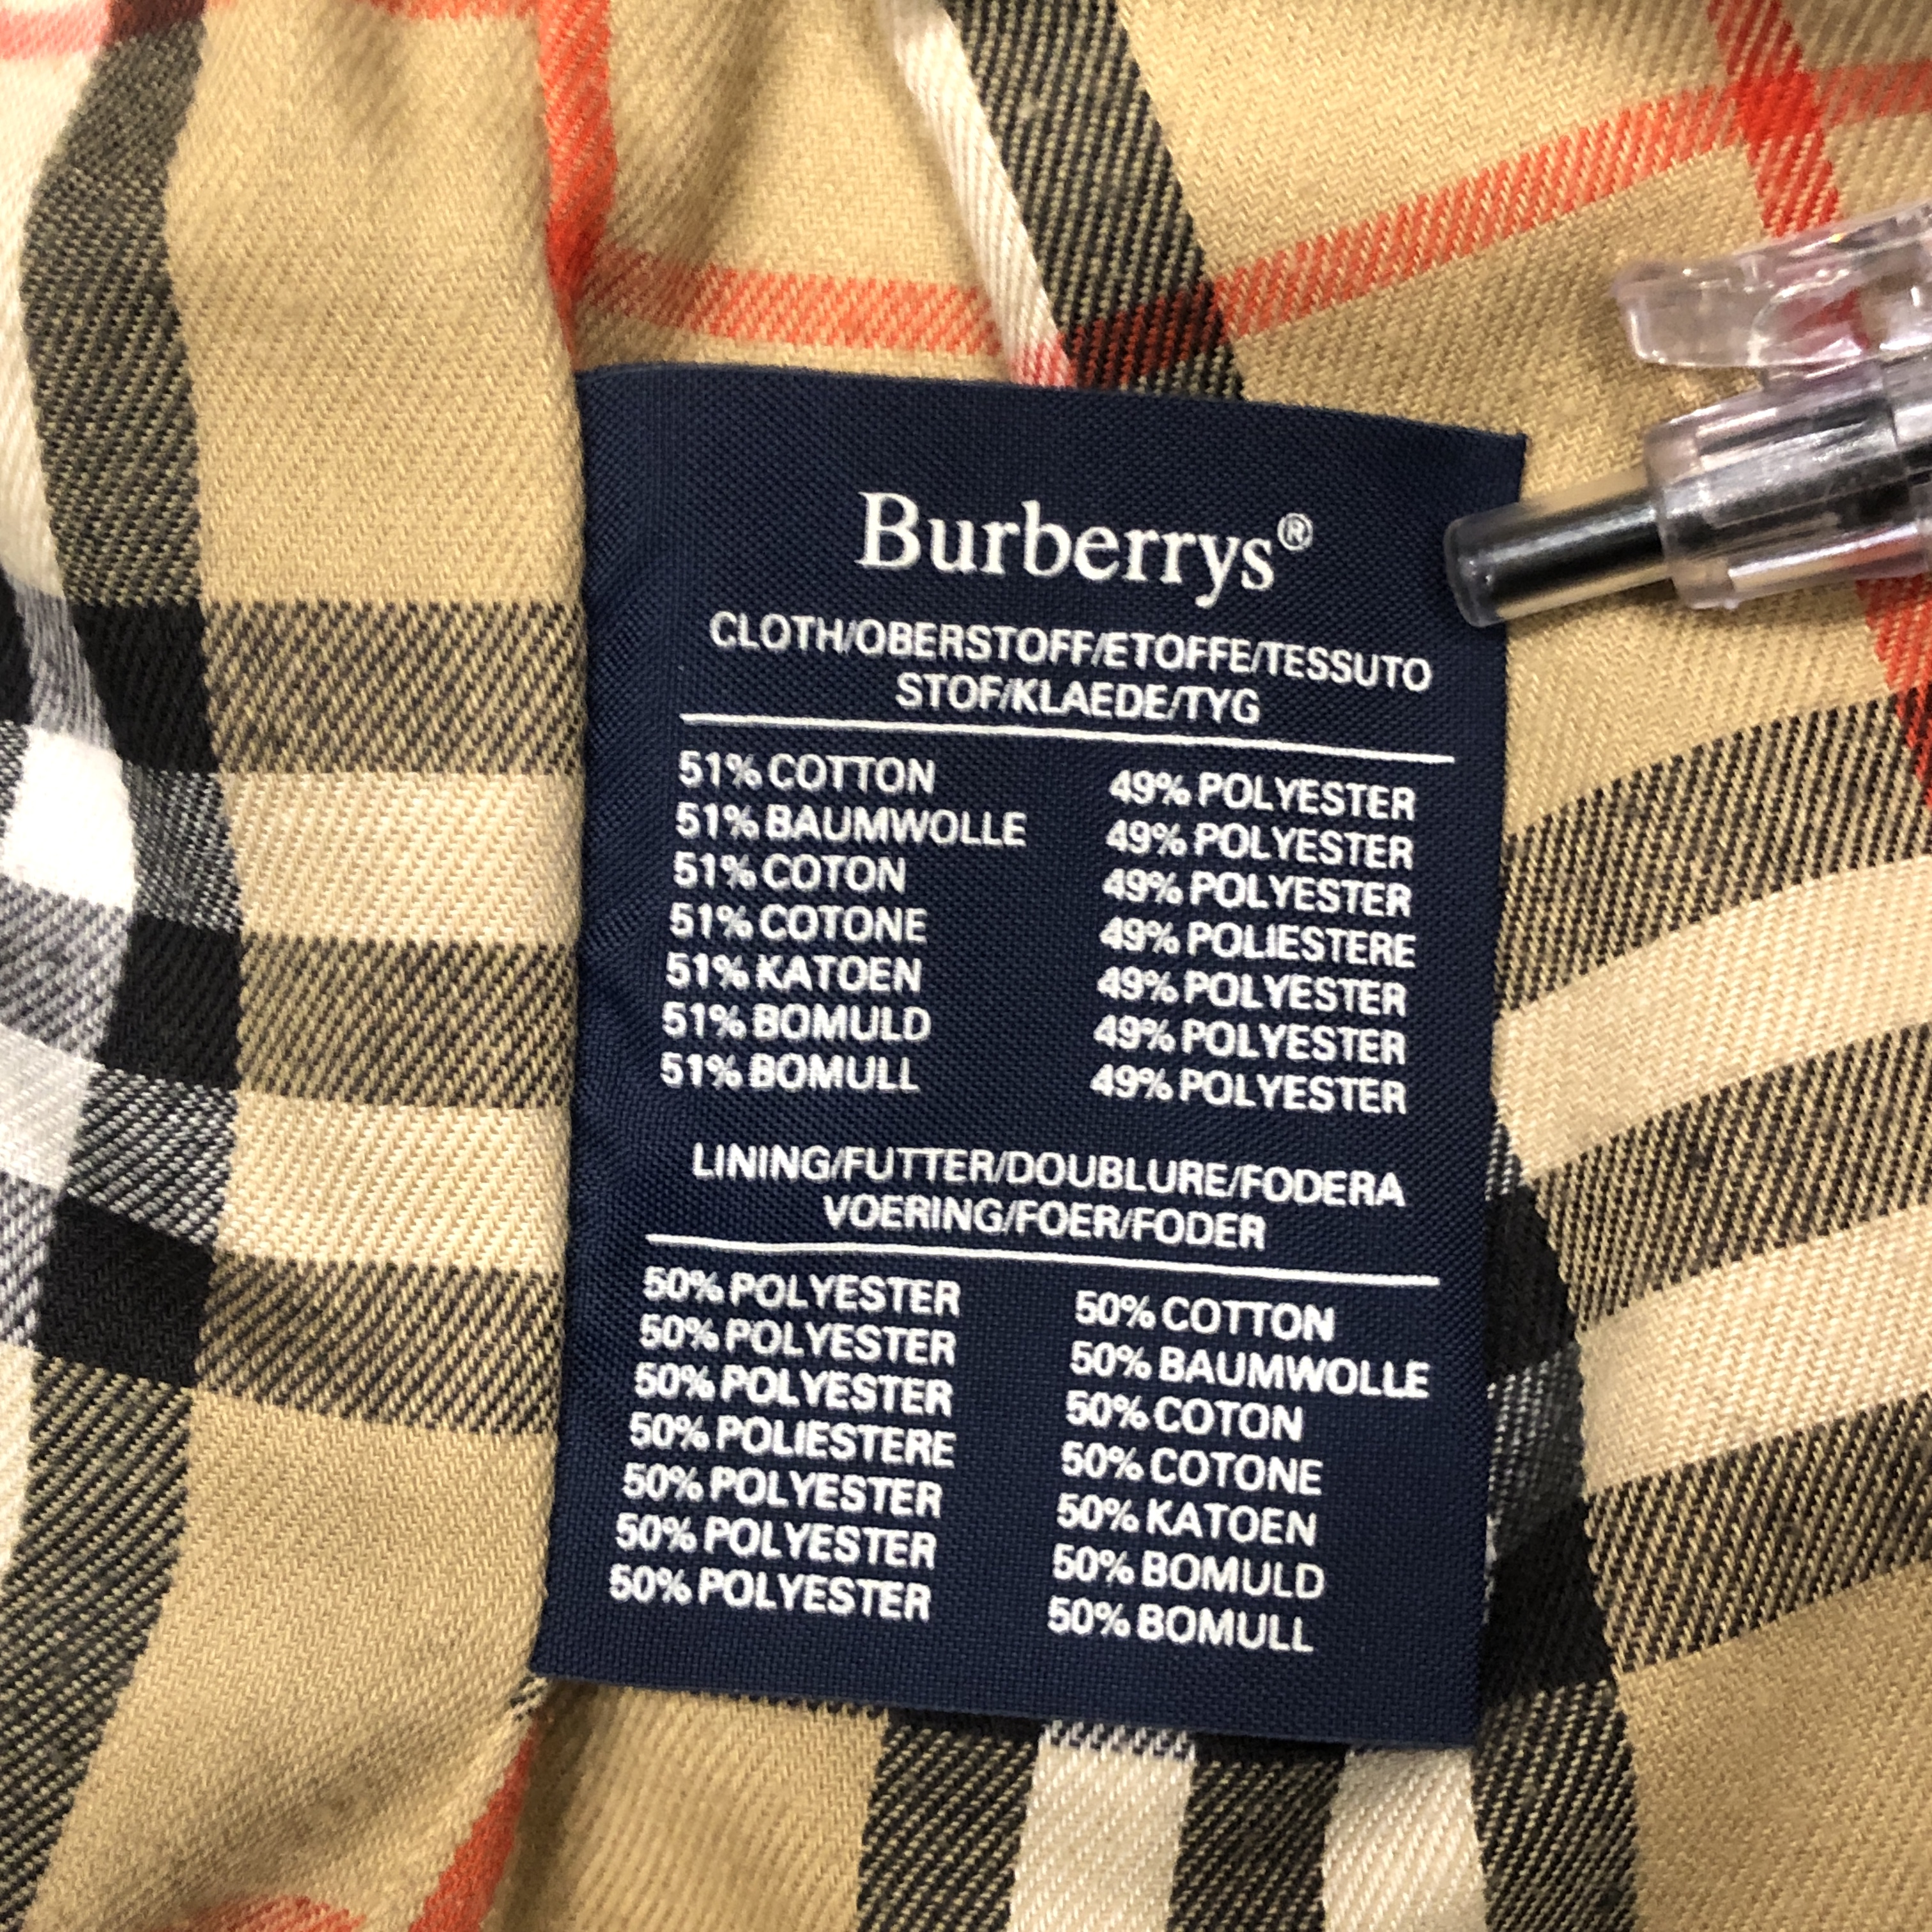 Burberrys®
CLOTH/OBERSTOFF/ETOFFE/TESSUTO
STOF/KLAEDE/TYG
51% COTTON 49% POLYESTER
51% BAUMWOLLE 49% POLYESTER
51% COTON 49% POLYESTER
51% COTONE 49% POLIESTERE
51% KATOEN 49% POLYESTER
51% BOMULD 49% POLYESTER
51% BOMULL 49% POLYESTER
LINING/FUTTER/DOUBLURE/FODERA
VOERING/FOER/FODER
50% POLYESTER 50% COTTON
50% POLYESTER 50% BAUMWOLLE
50% POLYESTER 50% COTON
50% POLIESTERE 50% COTONE
50% POLYESTER 50% KATOEN
50% POLYESTER 50% BOMULD
50% POLYESTER 50% BOMULL